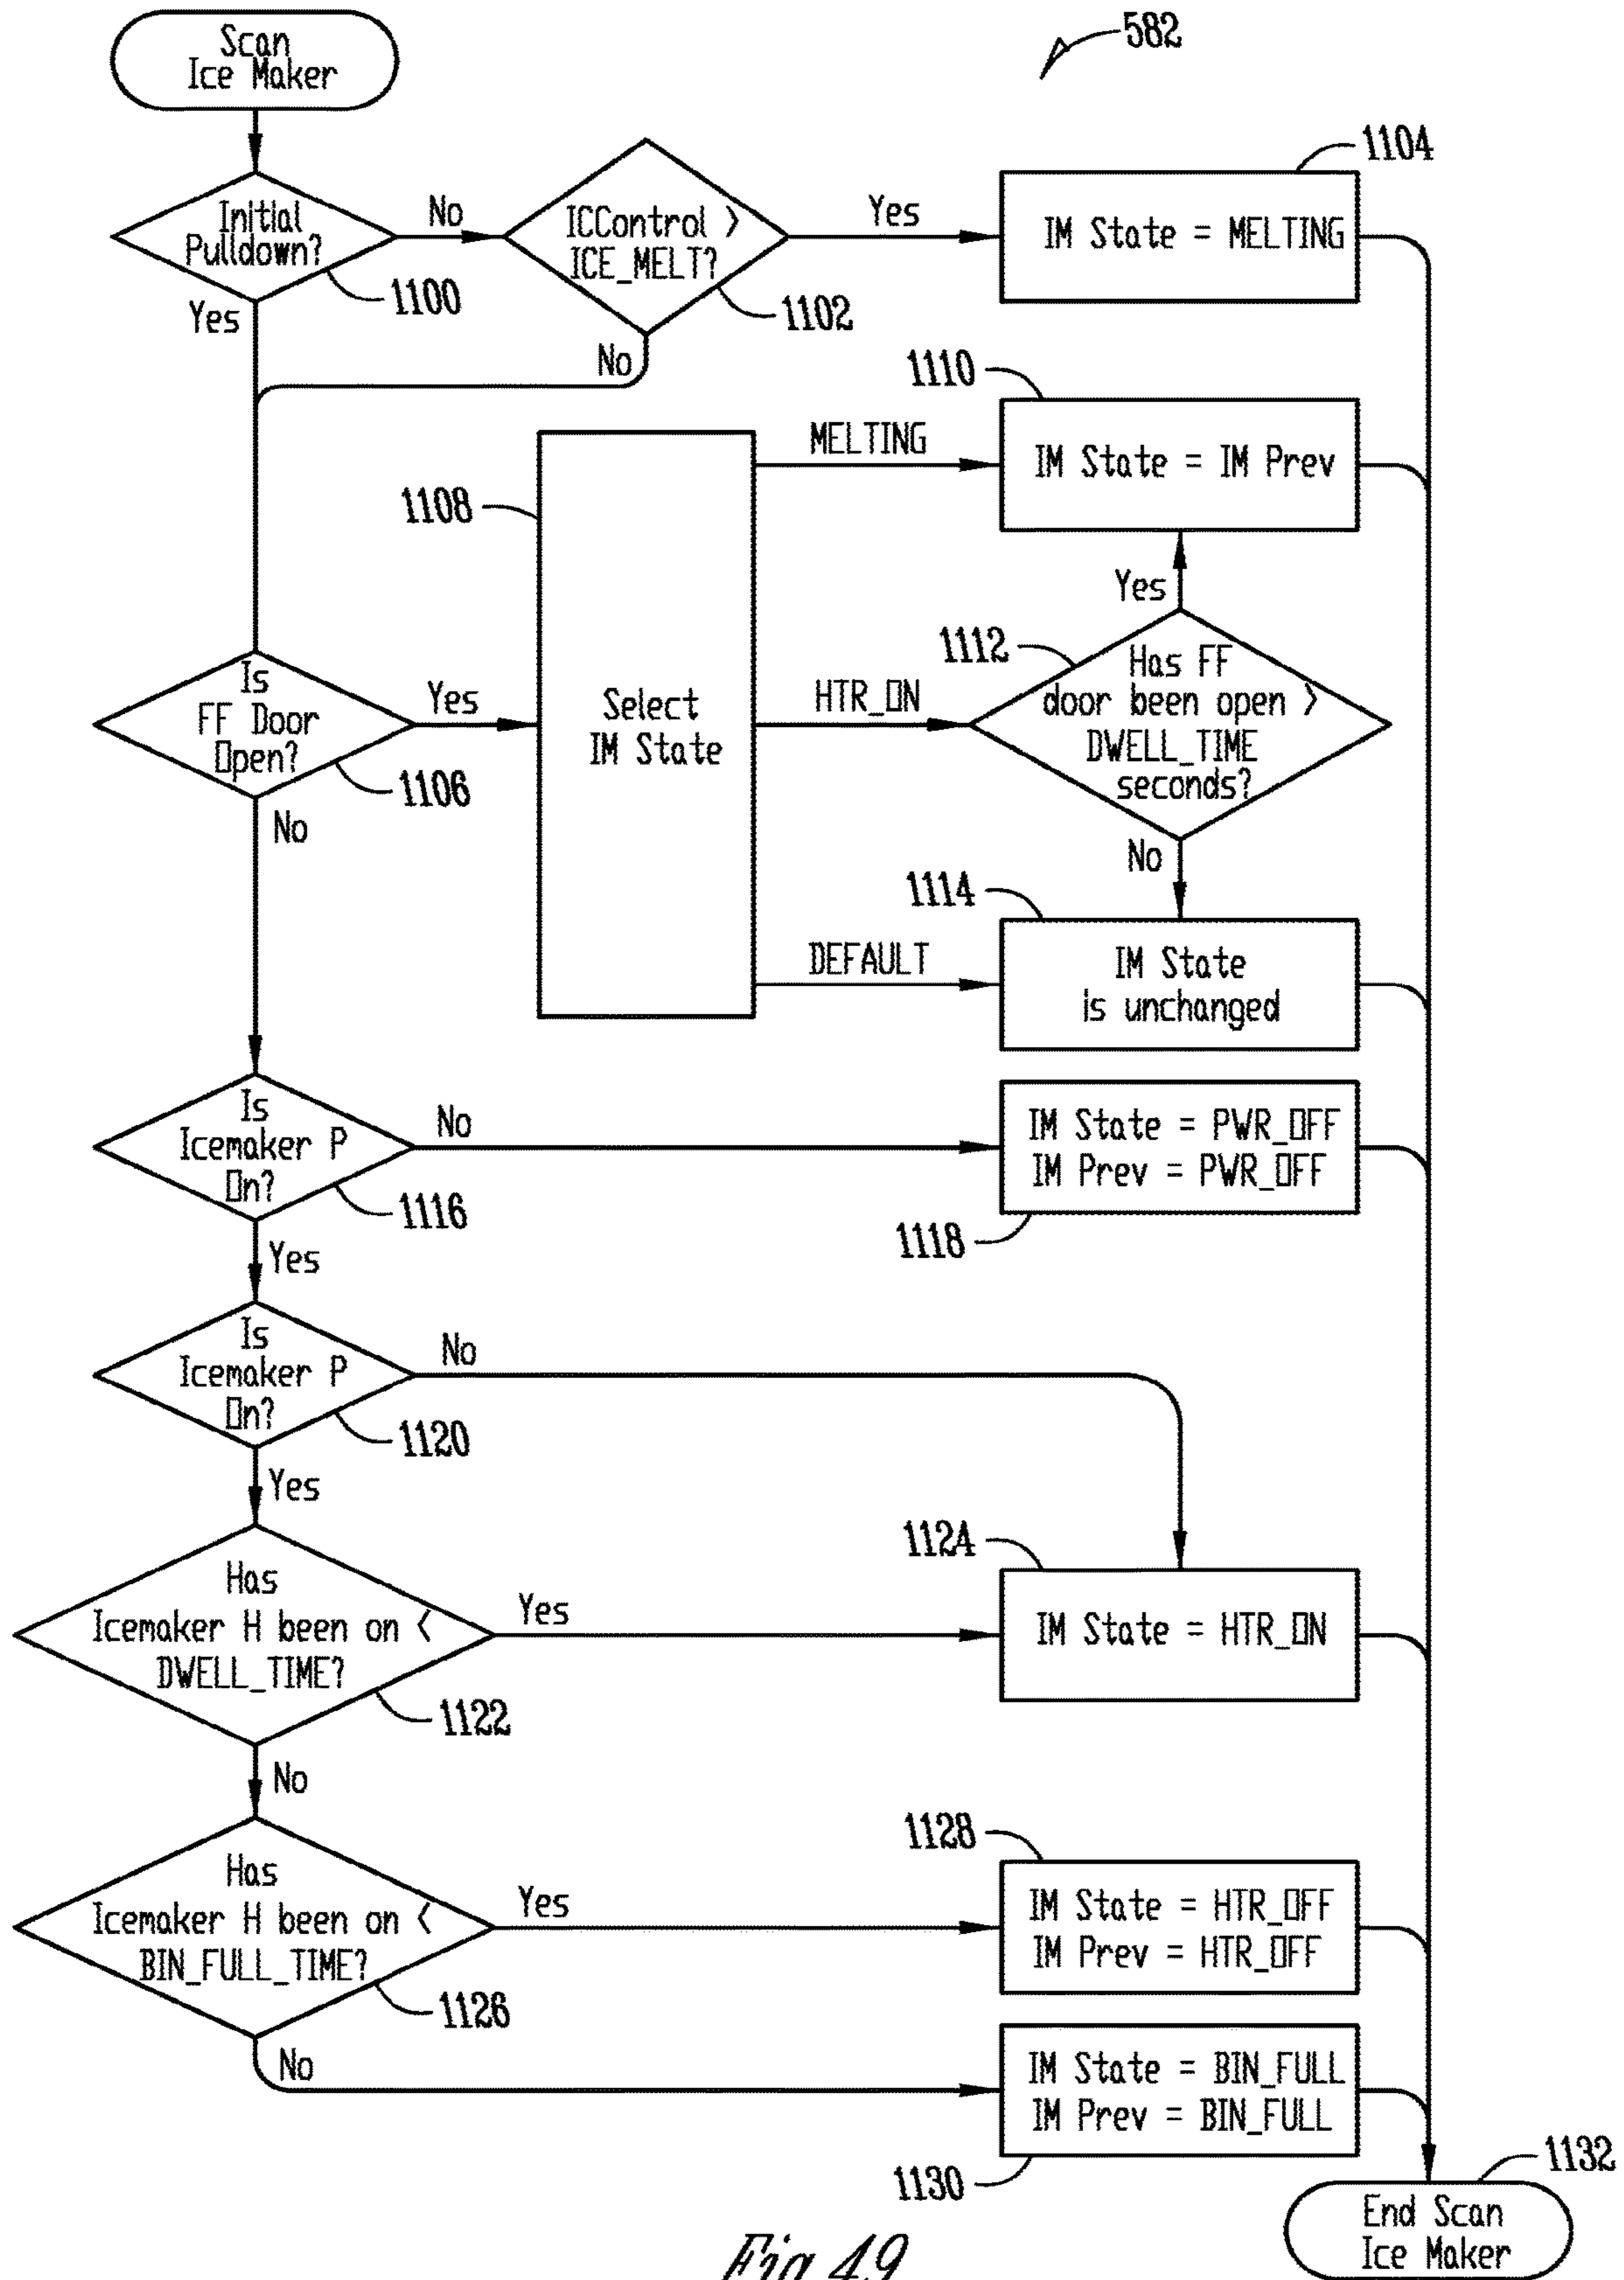 Scan
Ice Maker
582
Initial
Pulldown?
1100
No
Yes
ICControl >
ICE_MELT?
1102
Yes
No
1104
IM State = MELTING
Is
FF Door
Open?
1106
Yes
No
1108
Select
IM State
MELTING
HTR_ON
DEFAULT
1110
IM State = IM Prev
Yes
1112
Has FF
door been open >
DWELL_TIME
seconds?
No
1114
IM State
is unchanged
Is
Icemaker P
On?
1116
No
Yes
IM State = PWR_OFF
IM Prev = PWR_OFF
1118
Is
Icemaker P
On?
1120
No
Yes
Has
Icemaker H been on <
DWELL_TIME?
1122
Yes
No
1124
IM State = HTR_ON
Has
Icemaker H been on <
BIN_FULL_TIME?
1126
Yes
No
1128
IM State = HTR_OFF
IM Prev = HTR_OFF
IM State = BIN_FULL
IM Prev = BIN_FULL
1130
1132
End Scan
Ice Maker
Fig. 49